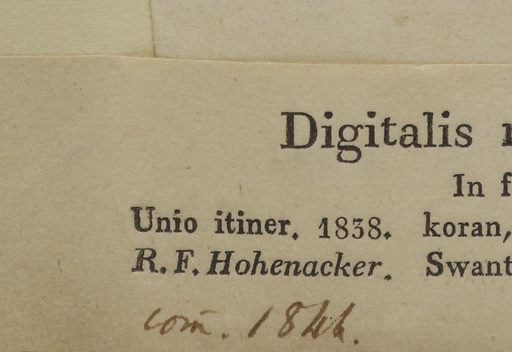 Digitalis
In f
Unio itiner. 1838. koran,
R. F. Hohenacker. Swant
com̄. 1844.